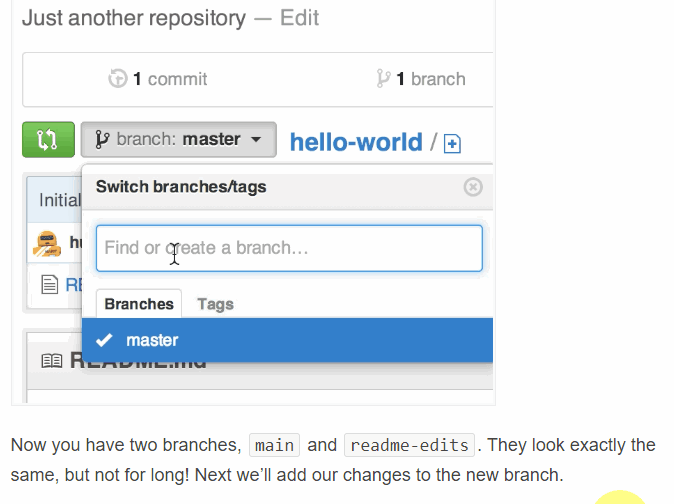 Just another repository — Edit
1 commit 1 branch
branch: master hello-world /
Switch branches/tags
Initial
Find or create a branch...
Branches Tags
master
README.md
Now you have two branches, main and readme-edits. They look exactly the
same, but not for long! Next we’ll add our changes to the new branch.